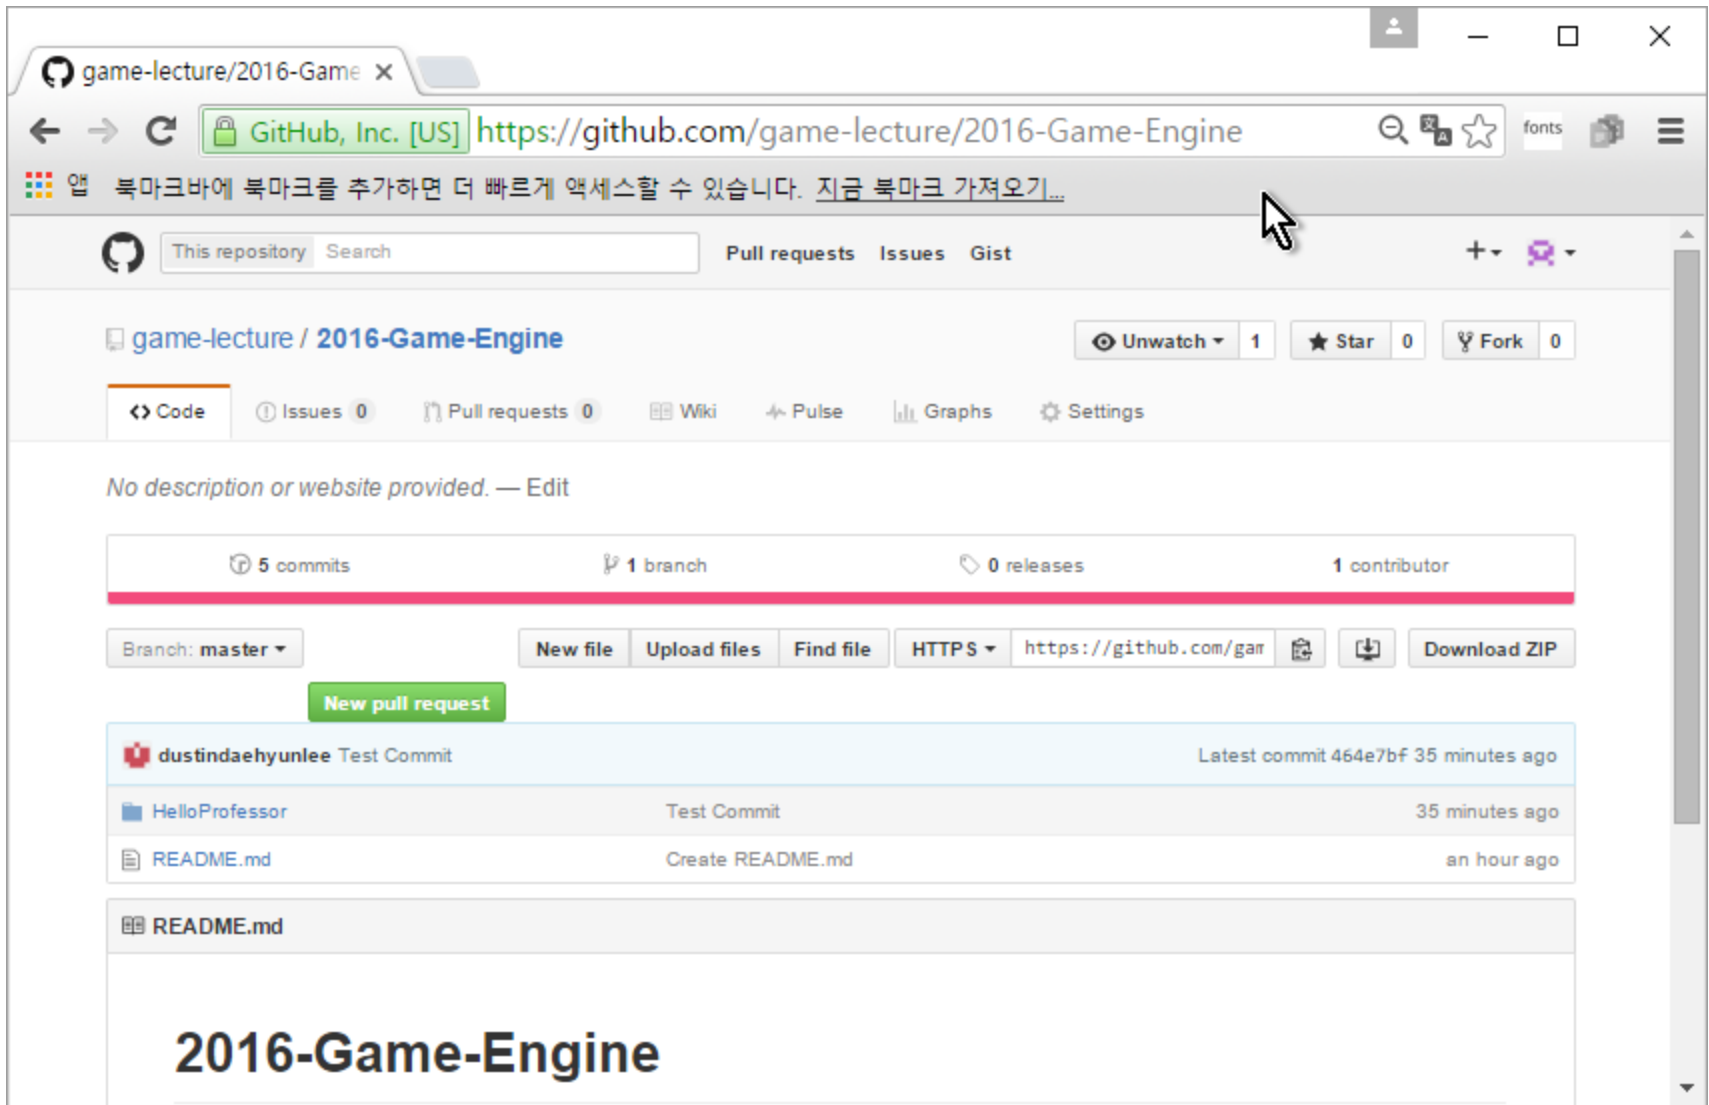 game-lecture/2016-Game
GitHub, Inc. [US] https://github.com/game-lecture/2016-Game-Engine fonts
앱 북마크바에 북마크를 추가하면 더 빠르게 액세스할 수 있습니다. 지금 북마크 가져오기...
This repository Search Pull requests Issues Gist
game-lecture / 2016-Game-Engine Unwatch 1 Star 0 Fork 0
Code Issues 0 Pull requests 0 Wiki Pulse Graphs Settings
No description or website provided. — Edit
5 commits 1 branch 0 releases 1 contributor
Branch: master New file Upload files Find file HTTPS https://github.com/gam Download ZIP
New pull request
dustindaehyunlee Test Commit Latest commit 464e7bf 35 minutes ago
HelloProfessor Test Commit 35 minutes ago
README.md Create README.md an hour ago
README.md
2016-Game-Engine